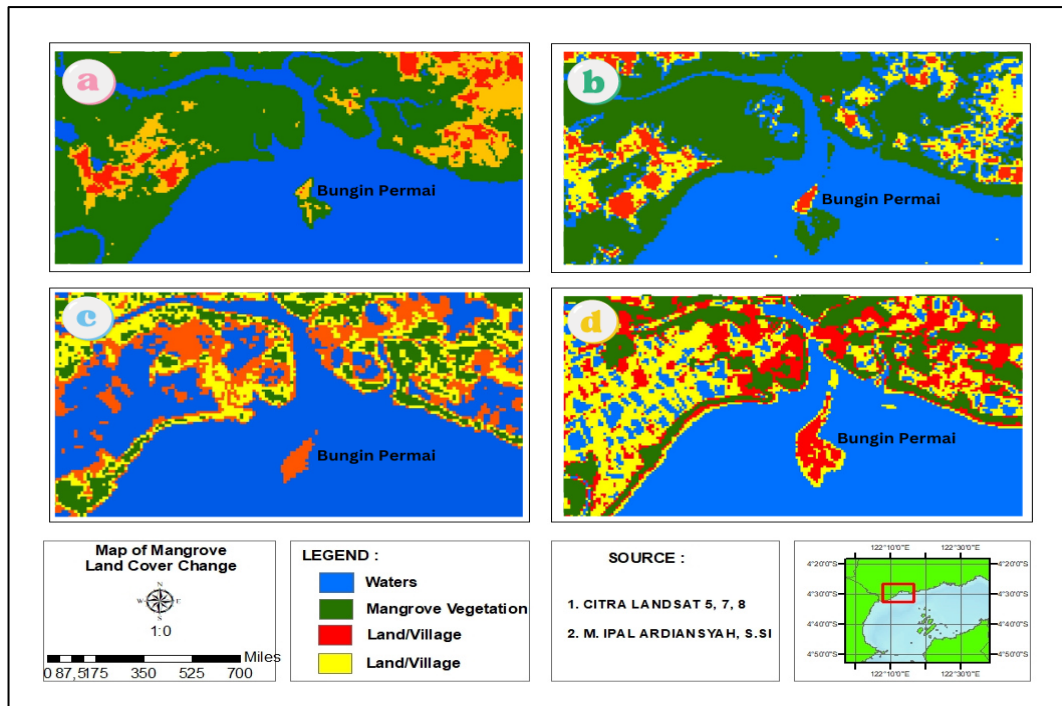 a
b
Bungin Permai
Bungin Permai
c
d
Bungin Permai
Bungin Permai
Map of Mangrove
Land Cover Change
N
W E
S
1:0
Miles
0 87,5175 350 525 700
LEGEND :
Waters
Mangrove Vegetation
Land/Village
Land/Village
SOURCE :
1. CITRA LANDSAT 5, 7, 8
2. M. IPAL ARDIANSYAH, S.SI
122°10'0"E 122°30'0"E
4°20'0"S 4°20'0"S
4°30'0"S 4°30'0"S
4°40'0"S 4°40'0"S
4°50'0"S 4°50'0"S
122°10'0"E 122°30'0"E